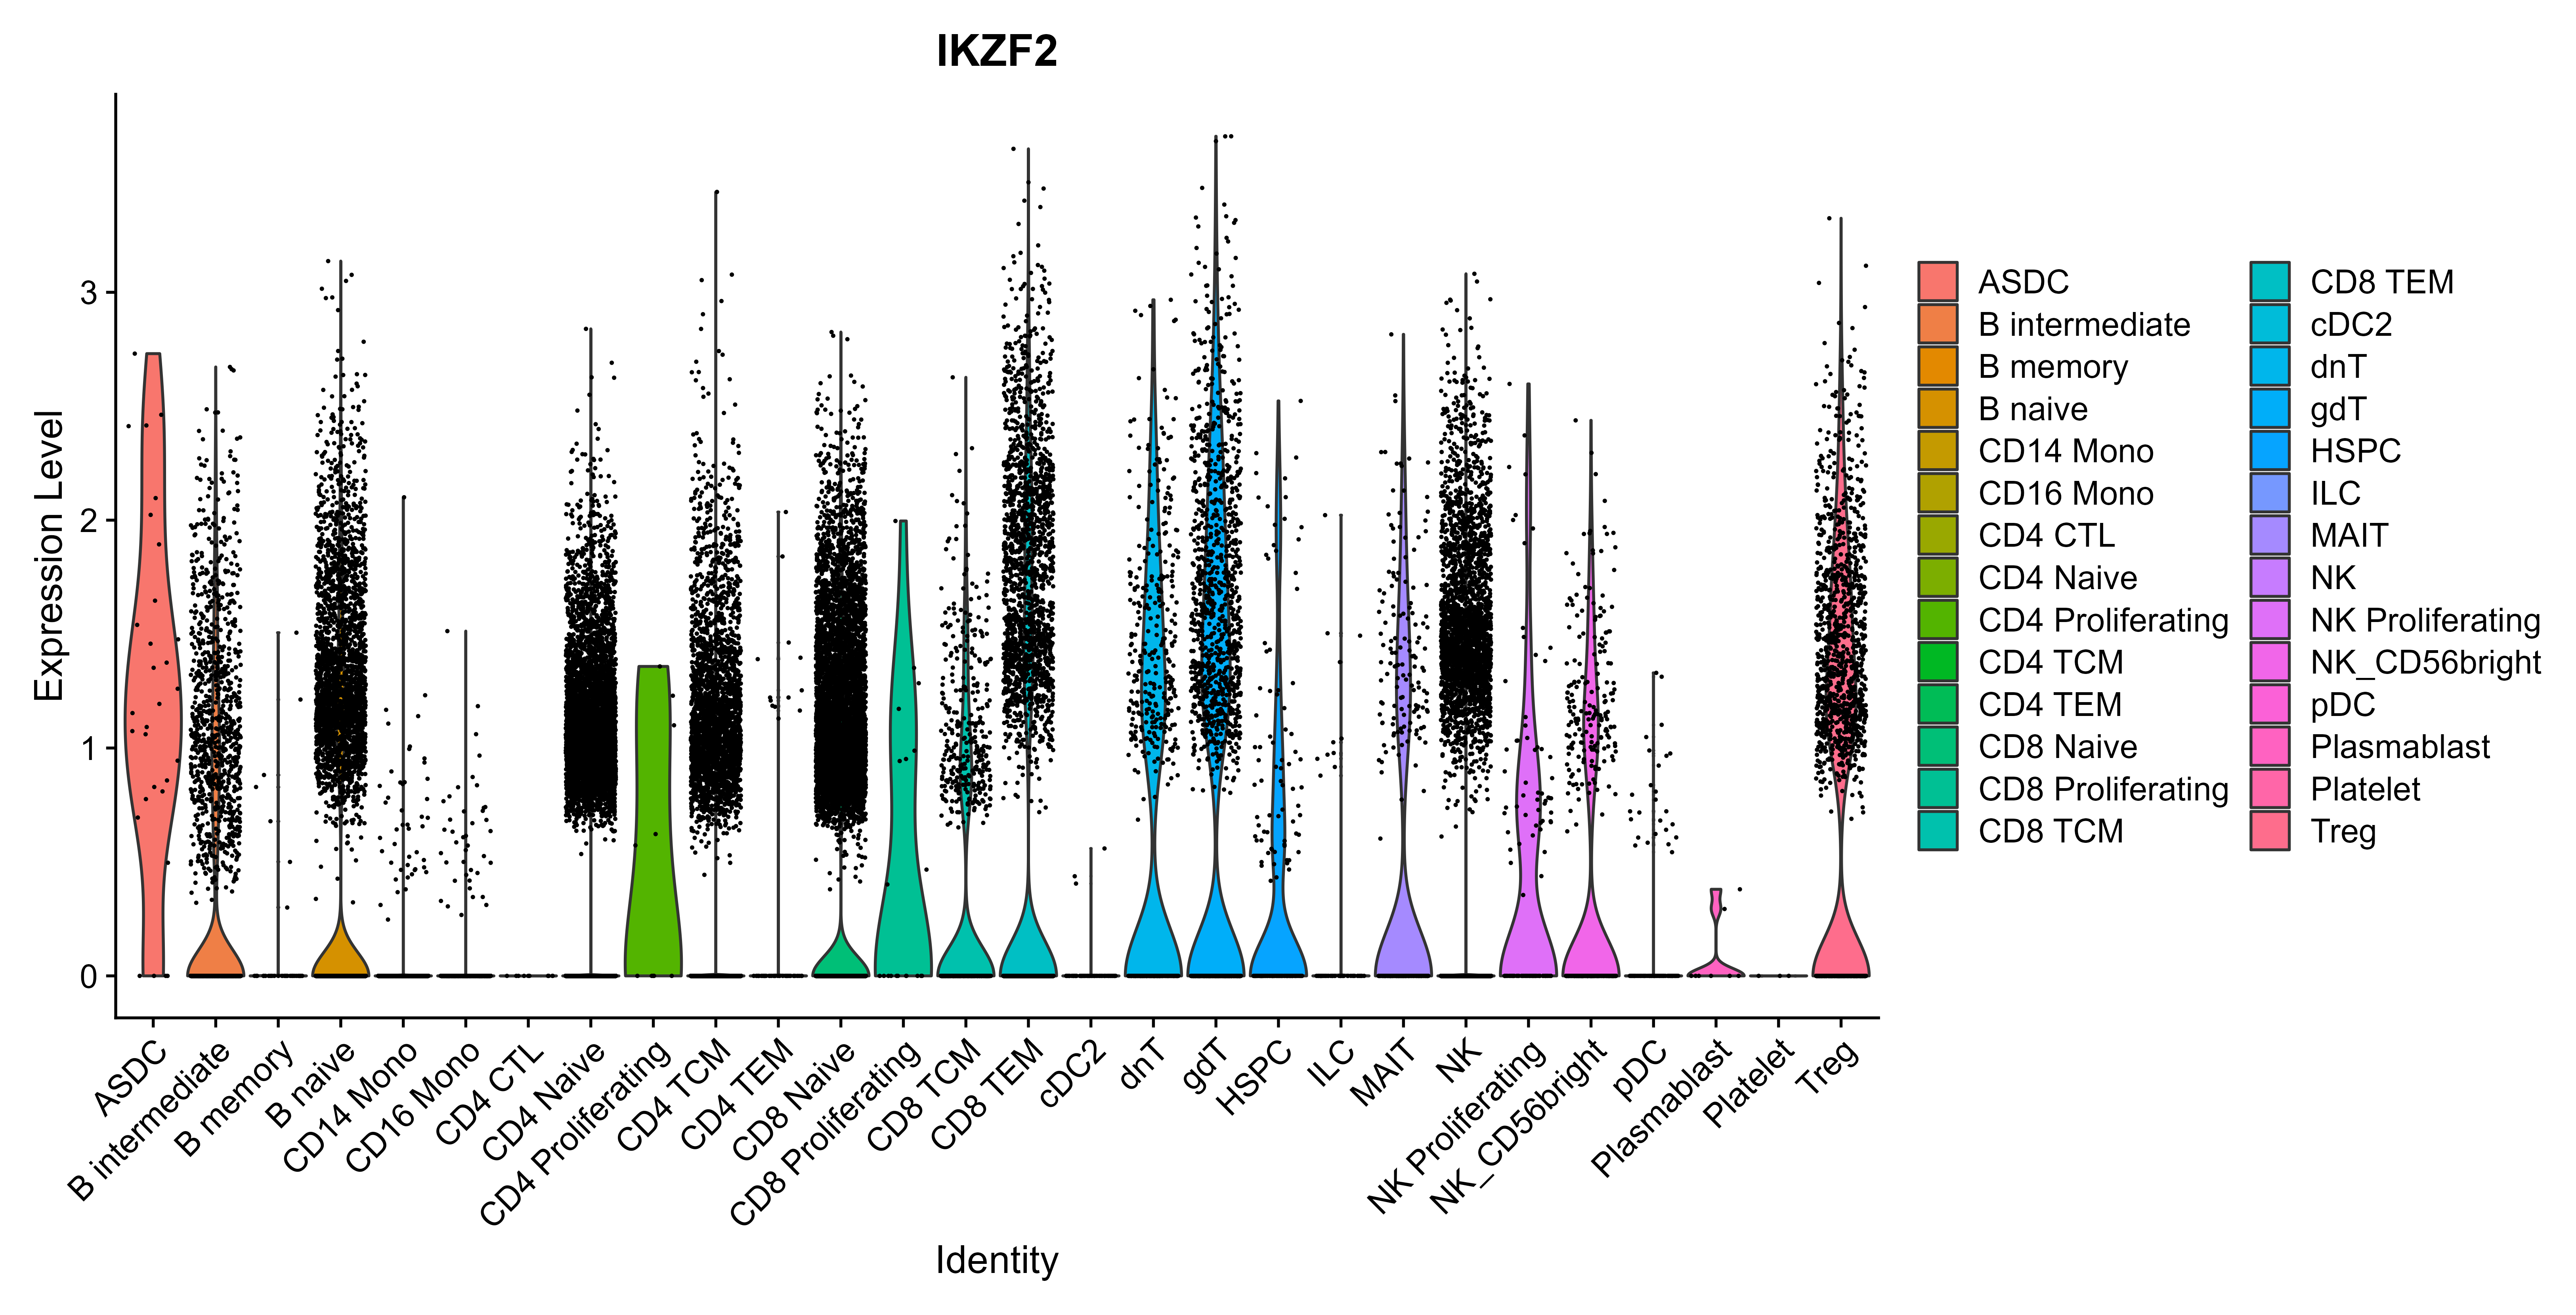 IKZF2
Expression Level
3
2
1
0
ASDC
B intermediate
B memory
B naive
CD14 Mono
CD16 Mono
CD4 CTL
CD4 Naive
CD4 Proliferating
CD4 TCM
CD4 TEM
CD8 Naive
CD8 Proliferating
CD8 TCM
CD8 TEM
cDC2
dnT
gdT
HSPC
ILC
MAIT
NK
NK Proliferating
NK_CD56bright
pDC
Plasmablast
Platelet
Treg
Identity
ASDC
B intermediate
B memory
B naive
CD14 Mono
CD16 Mono
CD4 CTL
CD4 Naive
CD4 Proliferating
CD4 TCM
CD4 TEM
CD8 Naive
CD8 Proliferating
CD8 TCM
CD8 TEM
cDC2
dnT
gdT
HSPC
ILC
MAIT
NK
NK Proliferating
NK_CD56bright
pDC
Plasmablast
Platelet
Treg